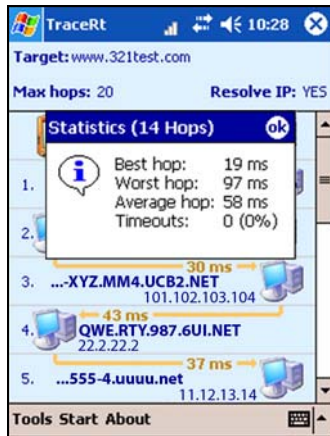 TraceRt 10:28
Target: www.321test.com
Max hops: 20 Resolve IP: YES
Statistics (14 Hops) ok
Best hop: 19 ms
Worst hop: 97 ms
Average hop: 58 ms
Timeouts: 0 (0%)
1.
2.
30 ms
3. ...-XYZ.MM4.UCB2.NET
101.102.103.104
43 ms
4. QWE.RTY.987.6UI.NET
22.2.22.2
37 ms
5. ...555-4.uuuu.net
11.12.13.14
Tools Start About